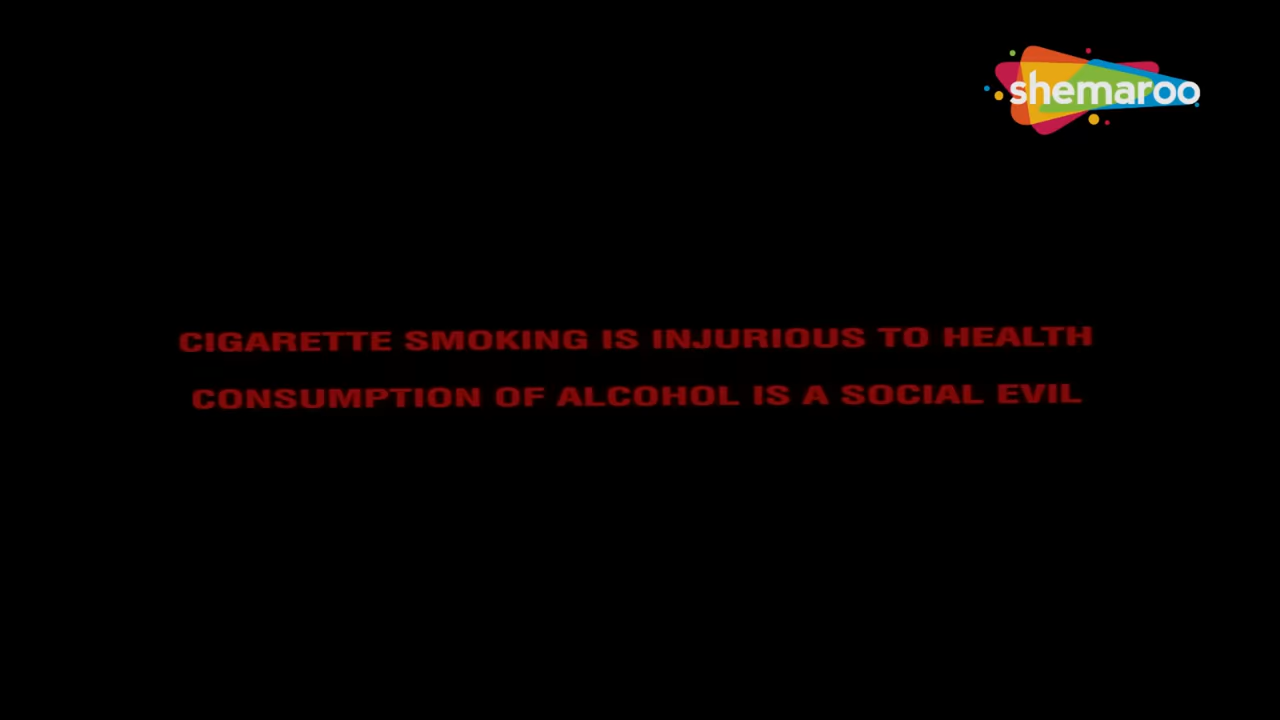 shemaroo
CIGARETTE SMOKING IS INJURIOUS TO HEALTH
CONSUMPTION OF ALCOHOL IS A SOCIAL EVIL